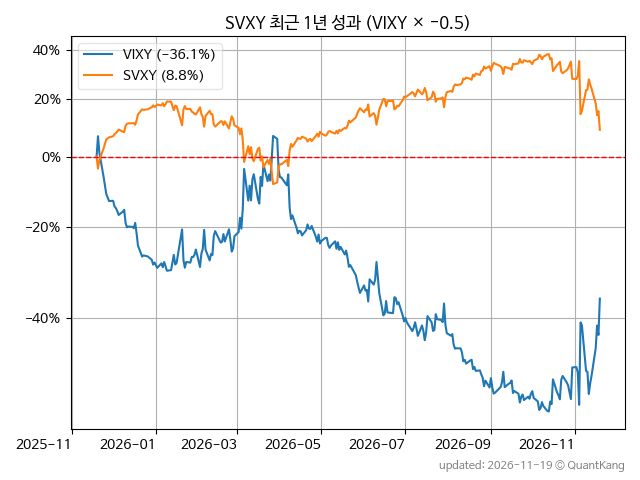 SVXY 최근 1년 성과 (VIXY × −0.5)
VIXY (−36.1%)
SVXY (8.8%)
40%
20%
0%
−20%
−40%
2025-11 2026-01 2026-03 2026-05 2026-07 2026-09 2026-11
updated: 2026-11-19 © QuantKang